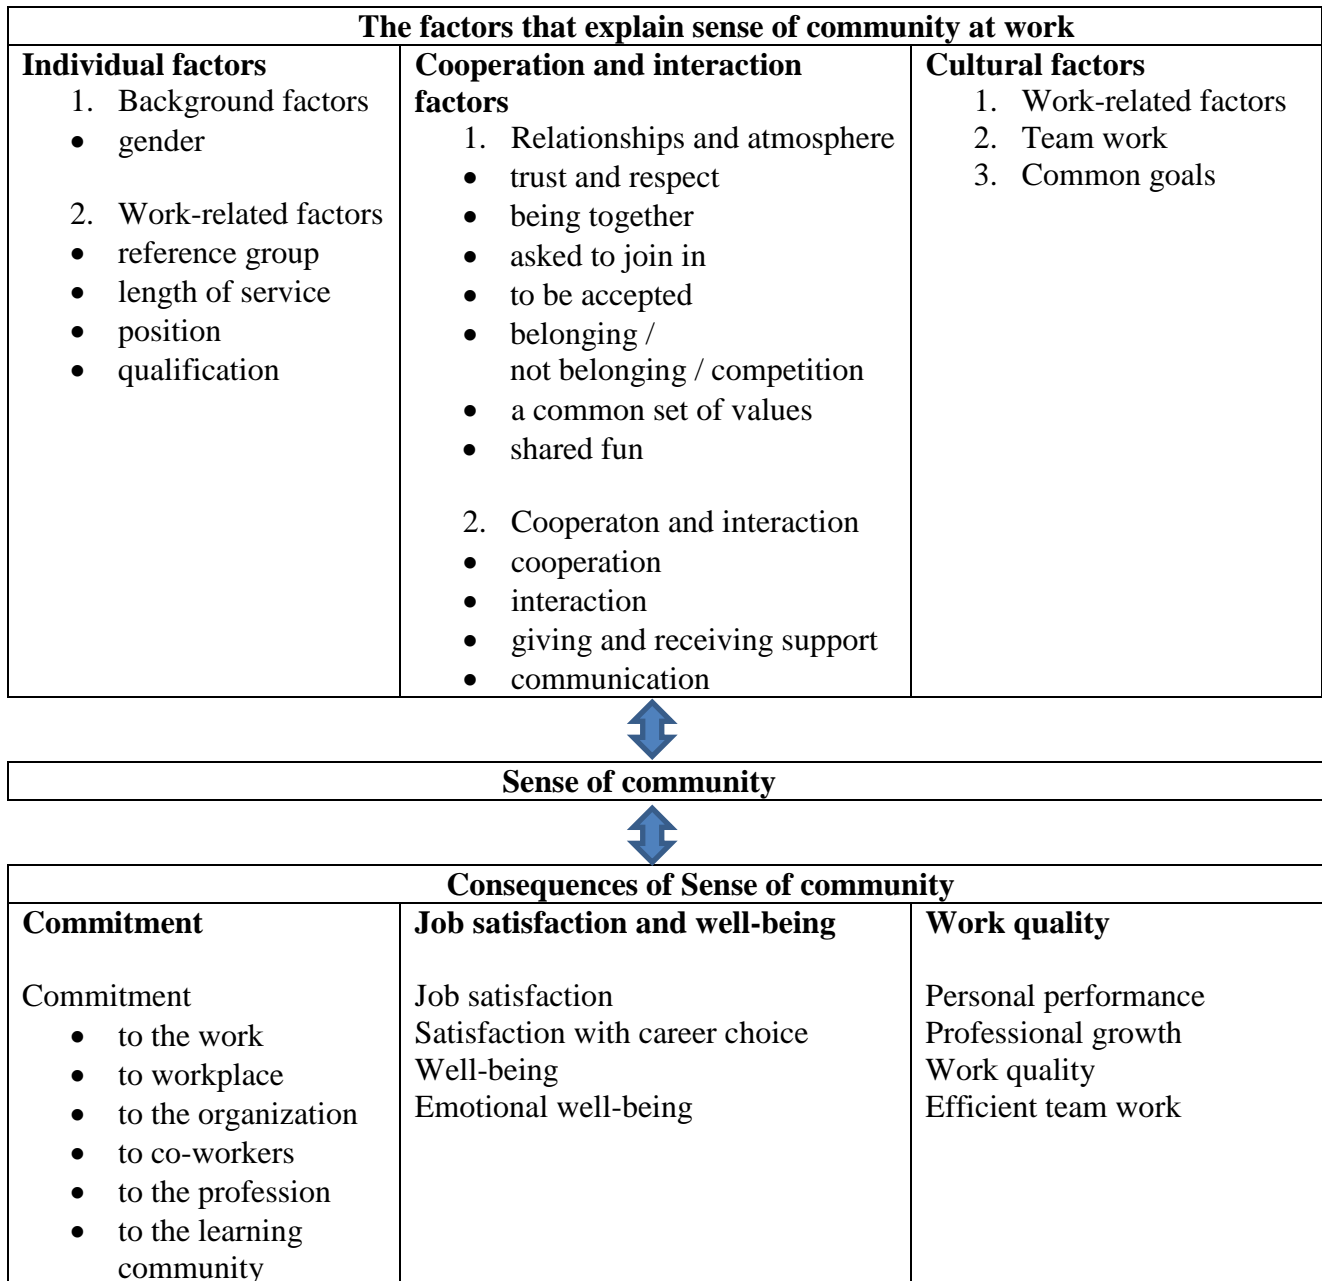 The factors that explain sense of community at work
Individual factors
1. Background factors
• gender
2. Work-related factors
• reference group
• length of service
• position
• qualification
Cooperation and interaction
factors
1. Relationships and atmosphere
• trust and respect
• being together
• asked to join in
• to be accepted
• belonging /
not belonging / competition
• a common set of values
• shared fun
2. Cooperaton and interaction
• cooperation
• interaction
• giving and receiving support
• communication
Cultural factors
1. Work-related factors
2. Team work
3. Common goals
Sense of community
Consequences of Sense of community
Commitment
Commitment
• to the work
• to workplace
• to the organization
• to co-workers
• to the profession
• to the learning
community
Job satisfaction and well-being
Job satisfaction
Satisfaction with career choice
Well-being
Emotional well-being
Work quality
Personal performance
Professional growth
Work quality
Efficient team work